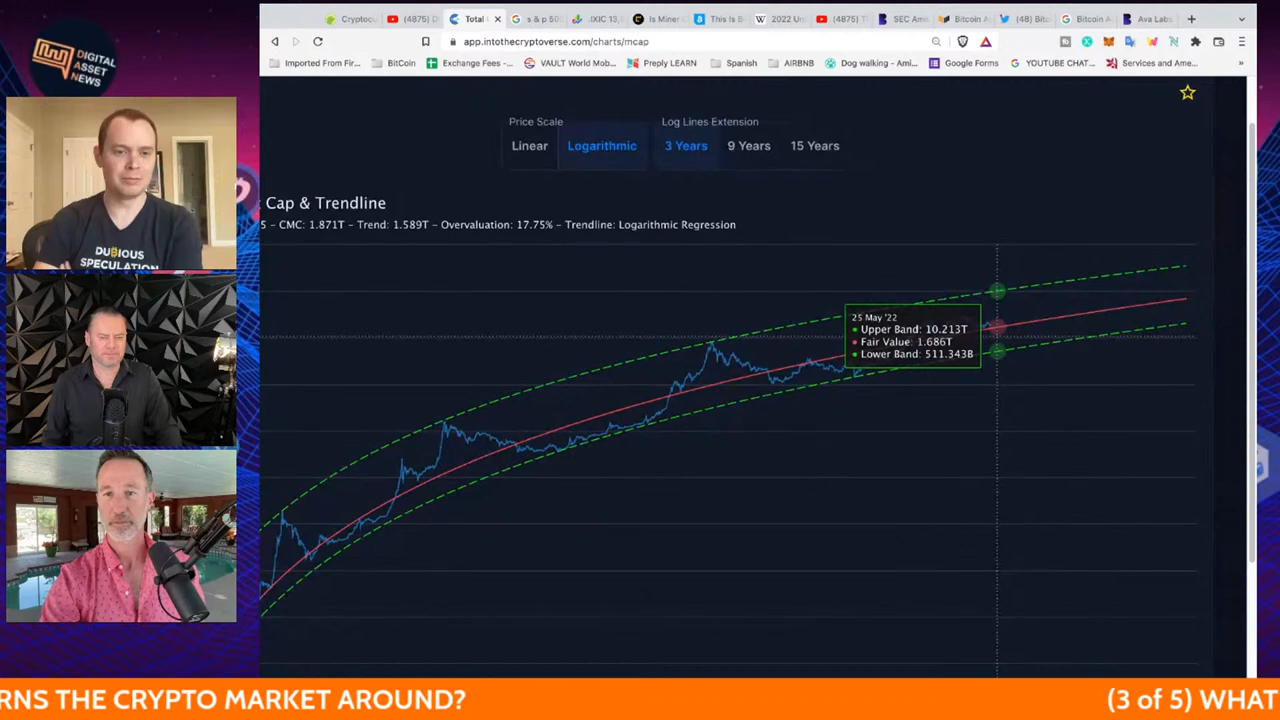 DIGITAL
ASSET
NEWS
DUBIOUS
SPECULATION
Cryptocu
(4875) D
Total
s & p 500
.IXIC 13,
Is Miner
This Is B
2022 Un
(4875) T
SEC Ame
Bitcoin A
(48) Bitc
Bitcoin A
Ava Labs
app.intothecryptoverse.com/charts/mcap
Imported From Fir...
BitCoin
Exchange Fees -...
VAULT World Mob...
Preply LEARN
Spanish
AIRBNB
Dog walking - Ami...
Google Forms
YOUTUBE CHAT...
Services and Ame...
»
Price Scale
Linear
Logarithmic
Log Lines Extension
3 Years
9 Years
15 Years
Cap & Trendline
5 – CMC: 1.871T – Trend: 1.589T – Overvaluation: 17.75% – Trendline: Logarithmic Regression
25 May '22
Upper Band: 10.213T
Fair Value: 1.686T
Lower Band: 511.343B
RNS THE CRYPTO MARKET AROUND?
(3 of 5) WHAT